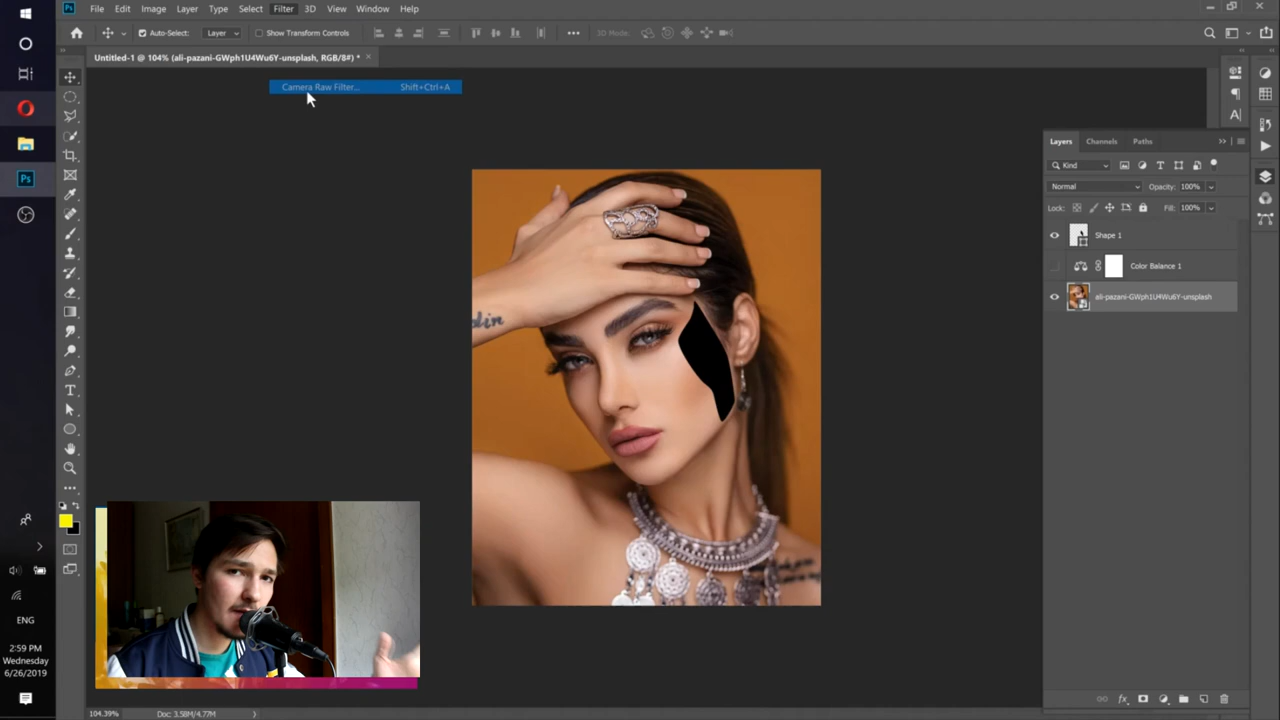 File Edit Image Layer Type Select Filter 3D View Window Help
Auto-Select: Layer Show Transform Controls 3D Mode:
Untitled-1 @ 104% (ali-pazani-GWph1U4Wu6Y-unsplash, RGB/8#) *
Camera Raw Filter... Shift+Ctrl+A
Layers Channels Paths
Kind
Normal Opacity: 100%
Lock: Fill: 100%
Shape 1
Color Balance 1
ali-pazani-GWph1U4Wu6Y-unsplash
ENG
2:59 PM
Wednesday
6/26/2019
104.39% Doc: 3.58M/4.77M